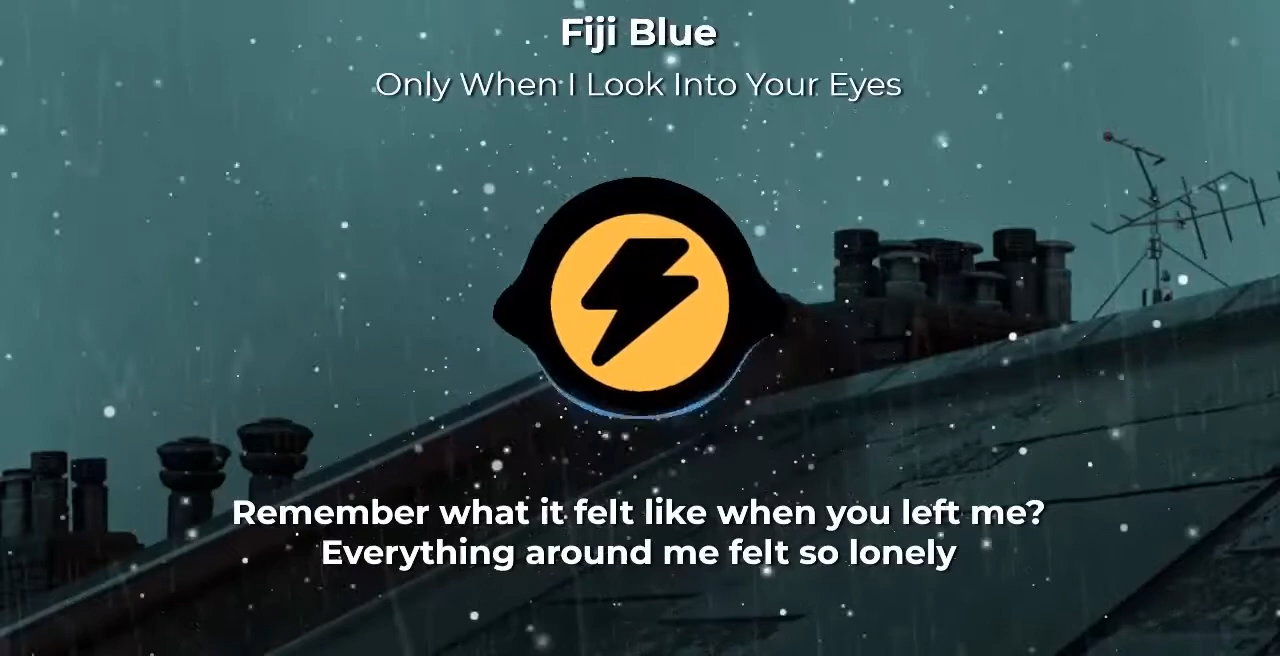 Fiji Blue
Only When I Look Into Your Eyes
Remember what it felt like when you left me?
Everything around me felt so lonely